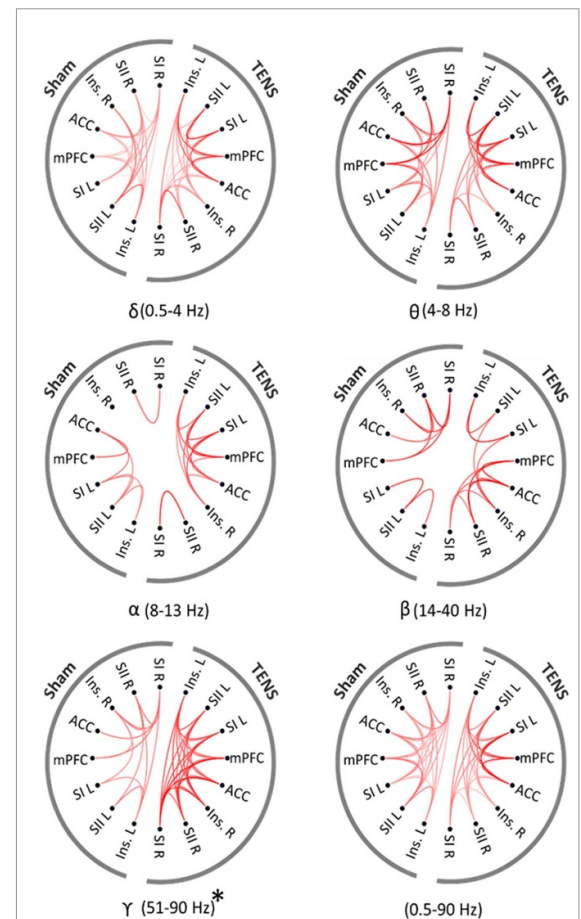 Sham
TENS
SI R
SII R
Ins. R
ACC
mPFC
SI L
SII L
Ins. L
Ins. L
SII L
SI L
mPFC
ACC
Ins. R
SII R
SI R
δ(0.5-4 Hz)
Sham
TENS
SI R
SII R
Ins. R
ACC
mPFC
SI L
SII L
Ins. L
Ins. L
SII L
SI L
mPFC
ACC
Ins. R
SII R
SI R
θ(4-8 Hz)
Sham
TENS
SI R
SII R
Ins. R
ACC
mPFC
SI L
SII L
Ins. L
Ins. L
SII L
SI L
mPFC
ACC
Ins. R
SII R
SI R
α (8-13 Hz)
Sham
TENS
SI R
SII R
Ins. R
ACC
mPFC
SI L
SII L
Ins. L
Ins. L
SII L
SI L
mPFC
ACC
Ins. R
SII R
SI R
β (14-40 Hz)
Sham
TENS
SI R
SII R
Ins. R
ACC
mPFC
SI L
SII L
Ins. L
Ins. L
SII L
SI L
mPFC
ACC
Ins. R
SII R
SI R
γ (51-90 Hz)*
Sham
TENS
SI R
SII R
Ins. R
ACC
mPFC
SI L
SII L
Ins. L
Ins. L
SII L
SI L
mPFC
ACC
Ins. R
SII R
SI R
(0.5-90 Hz)